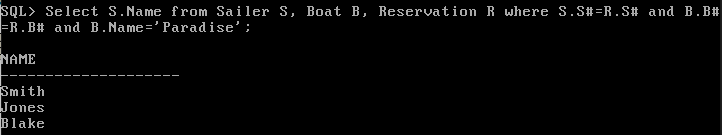 SQL> Select S.Name from Sailer S, Boat B, Reservation R where S.S#=R.S# and B.B#
=R.B# and B.Name='Paradise';
NAME
--------------------
Smith
Jones
Blake